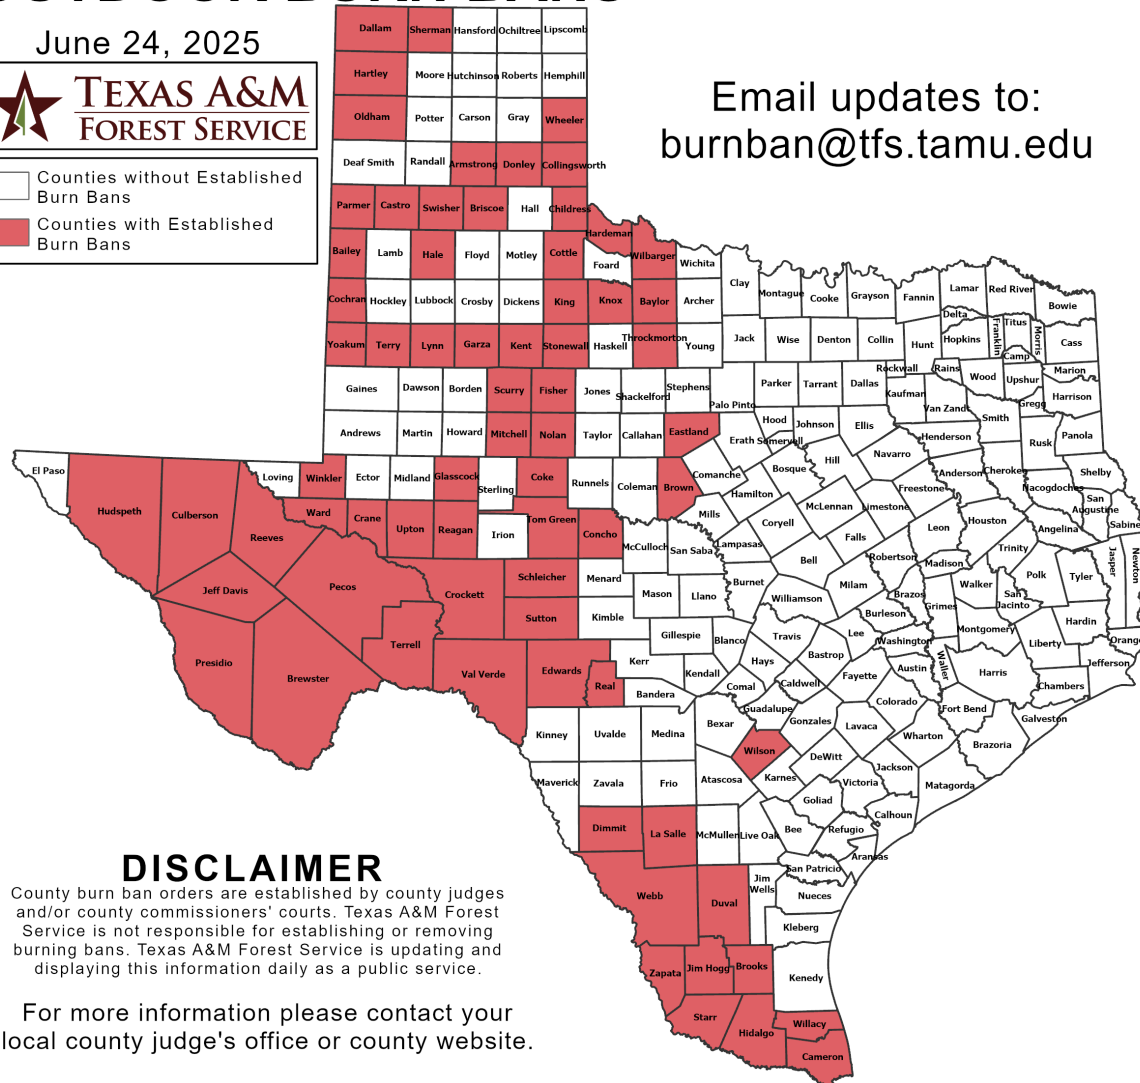 June 24, 2025
TEXAS A&M
FOREST SERVICE
Counties without Established
Burn Bans
Counties with Established
Burn Bans
Email updates to:
burnban@tfs.tamu.edu
Dallam Sherman Hansford Ochiltree Lipscomb
Hartley Moore Hutchinson Roberts Hemphill
Oldham Potter Carson Gray Wheeler
Deaf Smith Randall Armstrong Donley Collingsworth
Parmer Castro Swisher Briscoe Hall Childress
Hardeman
Bailey Lamb Hale Floyd Motley Cottle Foard Wilbarger Wichita
Clay Montague Cooke Grayson Fannin Lamar Red River Bowie
Cochran Hockley Lubbock Crosby Dickens King Knox Baylor Archer
Delta Franklin Titus Morris
Yoakum Terry Lynn Garza Kent Stonewall Haskell Throckmorton Young Jack Wise Denton Collin Hunt Hopkins Camp Cass
Rockwall Rains Wood Upshur Marion
Gaines Dawson Borden Scurry Fisher Jones Shackelford Stephens Palo Pinto Parker Tarrant Dallas Kaufman Van Zandt Smith Gregg Harrison
Andrews Martin Howard Mitchell Nolan Taylor Callahan Eastland Erath Hood Somervell Johnson Ellis Henderson Rusk Panola
El Paso Loving Winkler Ector Midland Glasscock Sterling Coke Runnels Coleman Brown Comanche Hamilton Bosque Hill Navarro Freestone Anderson Cherokee Nacogdoches Shelby
San
Augustine
Sabine
Hudspeth Culberson Reeves Ward Crane Upton Reagan Irion Tom Green Concho McCulloch San Saba Mills Lampasas Coryell McLennan Limestone Falls Leon Houston Angelina
Jeff Davis Pecos Crockett Schleicher Menard Mason Llano Burnet Bell Milam Robertson Madison Trinity Walker Polk Tyler Jasper Newton
San
Jacinto
Presidio Brewster Terrell Sutton Kimble Gillespie Blanco Williamson Travis Burleson Brazos Grimes Montgomery Hardin Liberty Orange
Val Verde Edwards Real Kerr Kendall Bandera Comal Hays Caldwell Bastrop Lee Washington Austin Waller Harris Chambers Jefferson
Kinney Uvalde Medina Bexar Guadalupe Gonzales Fayette Colorado Lavaca Wharton Fort Bend Brazoria Galveston
Maverick Zavala Frio Atascosa Wilson Karnes DeWitt Victoria Jackson Matagorda
Dimmit La Salle McMullen Live Oak Bee Goliad Refugio Calhoun Aransas
Webb Duval
Jim
Wells
San Patricio Nueces
Kleberg
Zapata Jim Hogg Brooks Kenedy
Starr Hidalgo Willacy
Cameron
DISCLAIMER
County burn ban orders are established by county judges
and/or county commissioners' courts. Texas A&M Forest
Service is not responsible for establishing or removing
burning bans. Texas A&M Forest Service is updating and
displaying this information daily as a public service.
For more information please contact your
local county judge's office or county website.